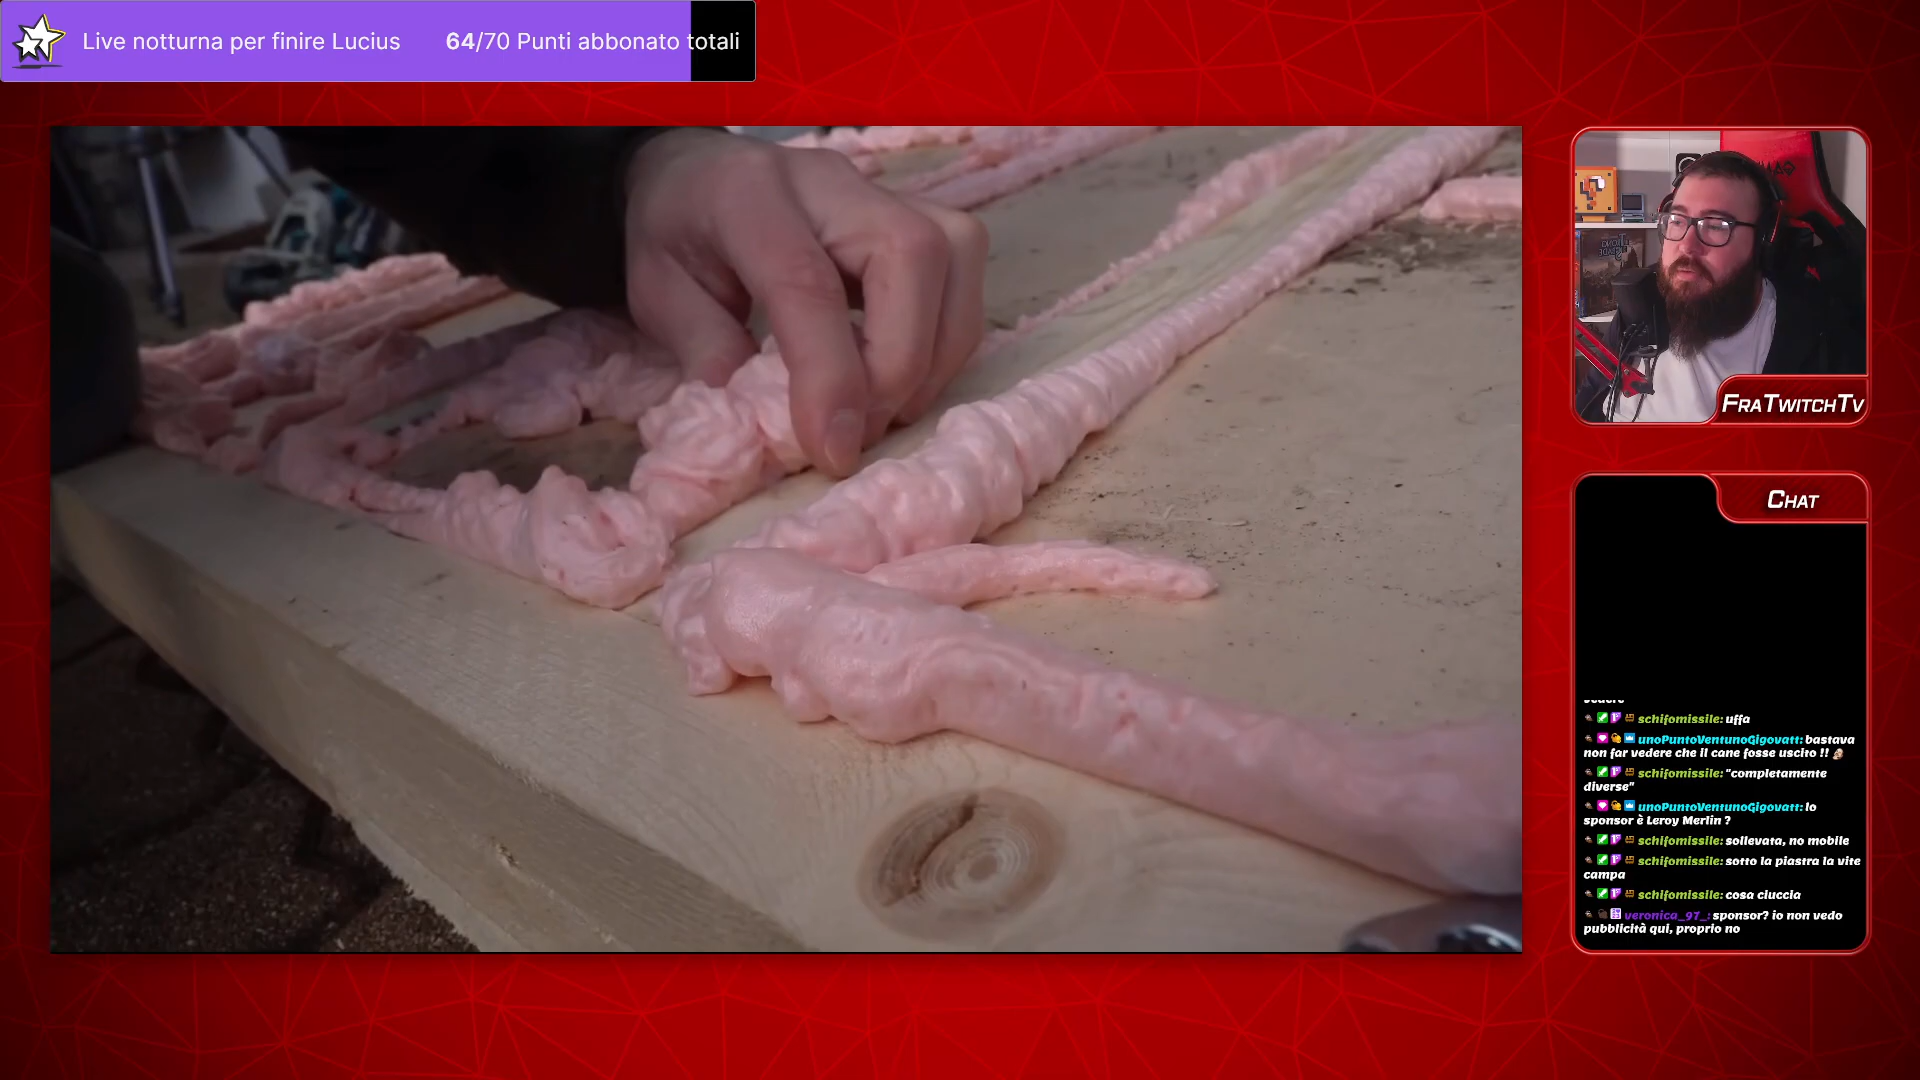 Live notturna per finire Lucius 64/70 Punti abbonato totali
FraTwitchTv
Chat
schifomissile: uffa
unoPuntoVentunoGigovatt: bastava
non far vedere che il cane fosse uscito !!
schifomissile: "completamente
diverse"
unoPuntoVentunoGigovatt: lo
sponsor è Leroy Merlin ?
schifomissile: sollevata, no mobile
schifomissile: sotto la piastra la vite
campa
schifomissile: cosa ciuccia
veronica_97_: sponsor? io non vedo
pubblicità qui, proprio no